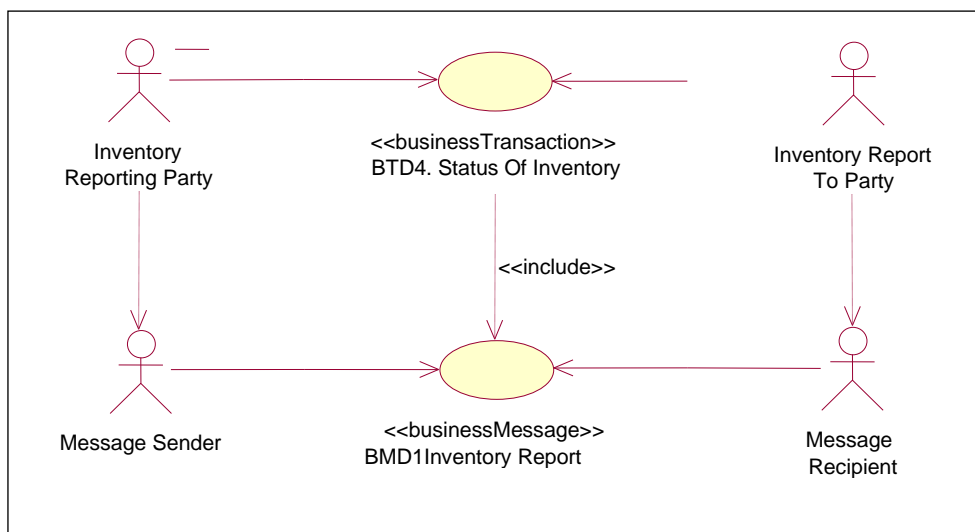 Inventory
Reporting Party
<<businessTransaction>>
BTD4. Status Of Inventory
Inventory Report
To Party
<<include>>
Message Sender
<<businessMessage>>
BMD1Inventory Report
Message
Recipient